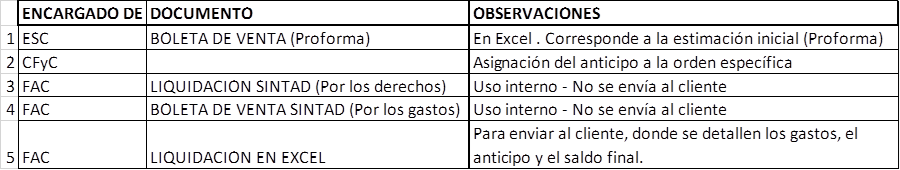 ENCARGADO DE DOCUMENTO OBSERVACIONES
1 ESC BOLETA DE VENTA (Proforma) En Excel . Corresponde a la estimación inicial (Proforma)
2 CFyC Asignación del anticipo a la orden específica
3 FAC LIQUIDACION SINTAD (Por los derechos) Uso interno - No se envía al cliente
4 FAC BOLETA DE VENTA SINTAD (Por los gastos) Uso interno - No se envía al cliente
Para enviar al cliente, donde se detallen los gastos, el
5 FAC LIQUIDACION EN EXCEL anticipo y el saldo final.